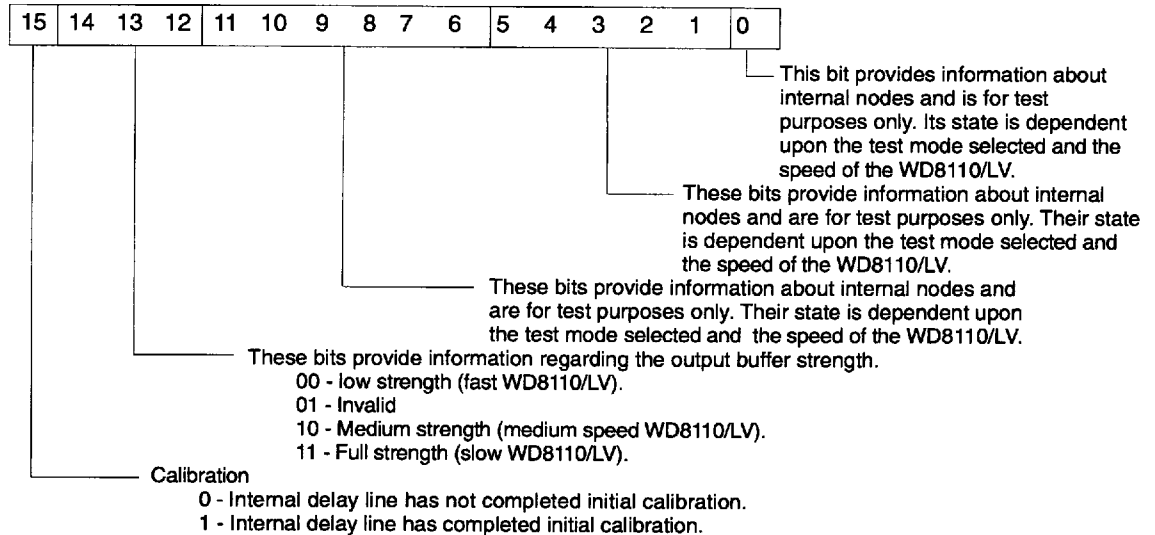 15 14 13 12 11 10 9 8 7 6 5 4 3 2 1 0
This bit provides information about
internal nodes and is for test
purposes only. Its state is dependent
upon the test mode selected and the
speed of the WD8110/LV.
These bits provide information about internal
nodes and are for test purposes only. Their state
is dependent upon the test mode selected and
the speed of the WD8110/LV.
These bits provide information about internal nodes and
are for test purposes only. Their state is dependent upon
the test mode selected and the speed of the WD8110/LV.
These bits provide information regarding the output buffer strength.
00 - low strength (fast WD8110/LV).
01 - Invalid
10 - Medium strength (medium speed WD8110/LV).
11 - Full strength (slow WD8110/LV).
Calibration
0 - Internal delay line has not completed initial calibration.
1 - Internal delay line has completed initial calibration.